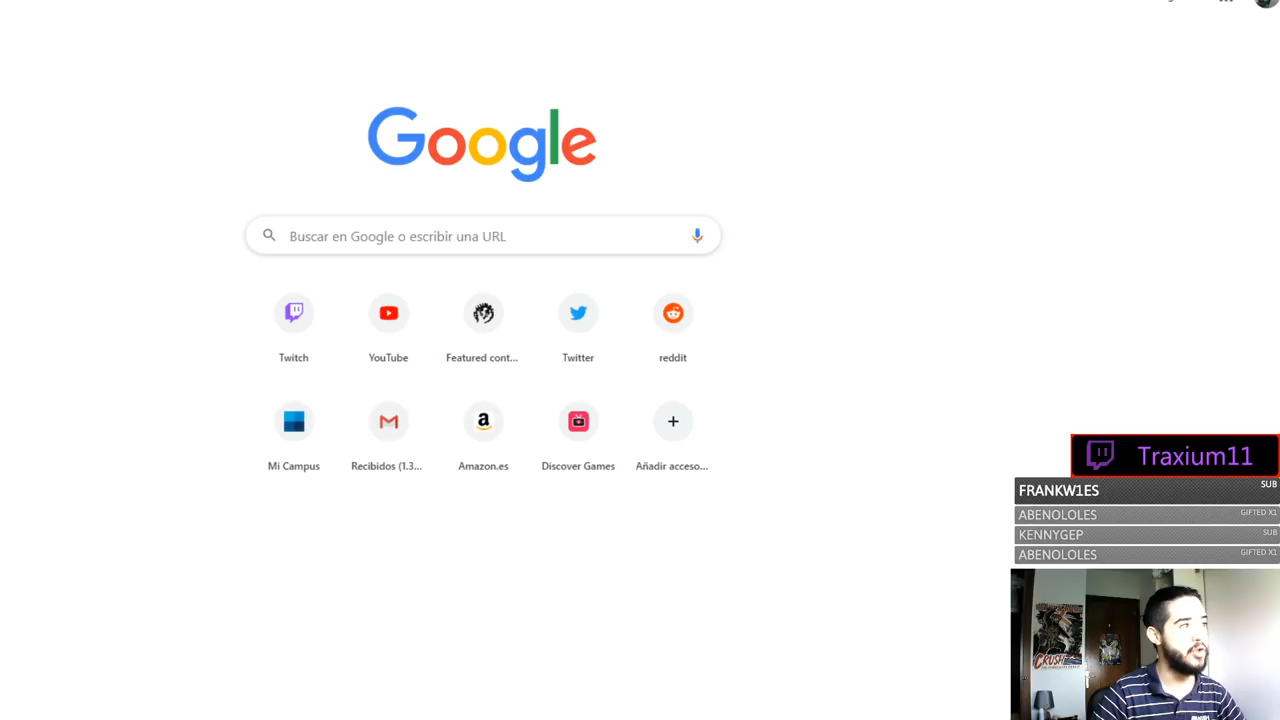 Google
Buscar en Google o escribir una URL
Twitch
YouTube
Featured cont...
Twitter
reddit
Mi Campus
Recibidos (1.3...
Amazon.es
Discover Games
Añadir acceso...
Traxium11
FRANKW1ES SUB
ABENOLOLES GIFTED X1
KENNYGEP SUB
ABENOLOLES GIFTED X1
CRUSH